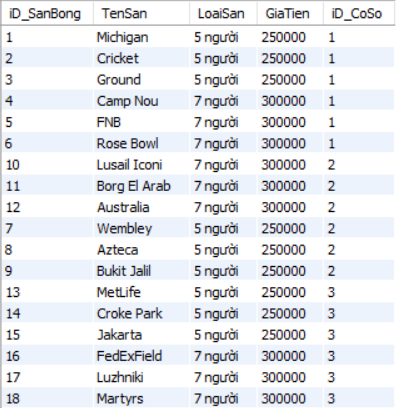 iD_SanBong TenSan LoaiSan GiaTien iD_CoSo
1 Michigan 5 người 250000 1
2 Cricket 5 người 250000 1
3 Ground 5 người 250000 1
4 Camp Nou 7 người 300000 1
5 FNB 7 người 300000 1
6 Rose Bowl 7 người 300000 1
10 Lusail Iconi 7 người 300000 2
11 Borg El Arab 7 người 300000 2
12 Australia 7 người 300000 2
7 Wembley 5 người 250000 2
8 Azteca 5 người 250000 2
9 Bukit Jalil 5 người 250000 2
13 MetLife 5 người 250000 3
14 Croke Park 5 người 250000 3
15 Jakarta 5 người 250000 3
16 FedExField 7 người 300000 3
17 Luzhniki 7 người 300000 3
18 Martyrs 7 người 300000 3